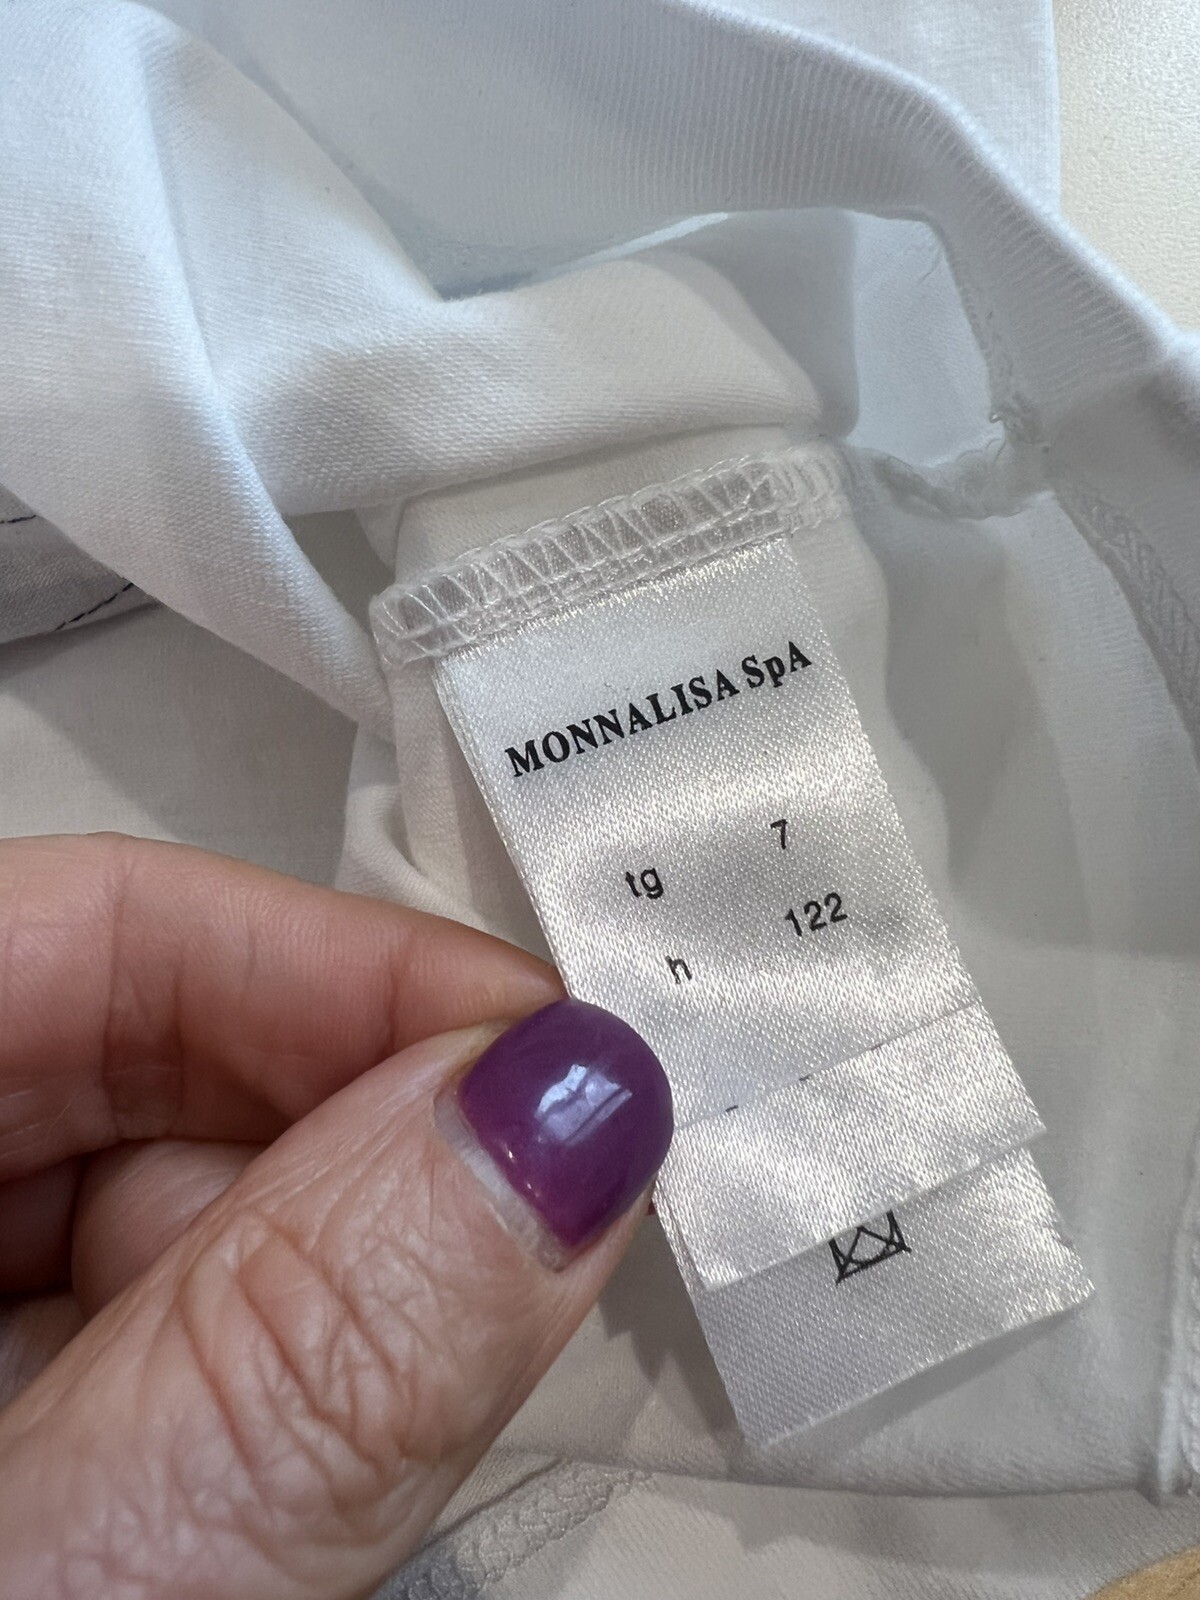 MONNALISA SpA
tg 7
h 122